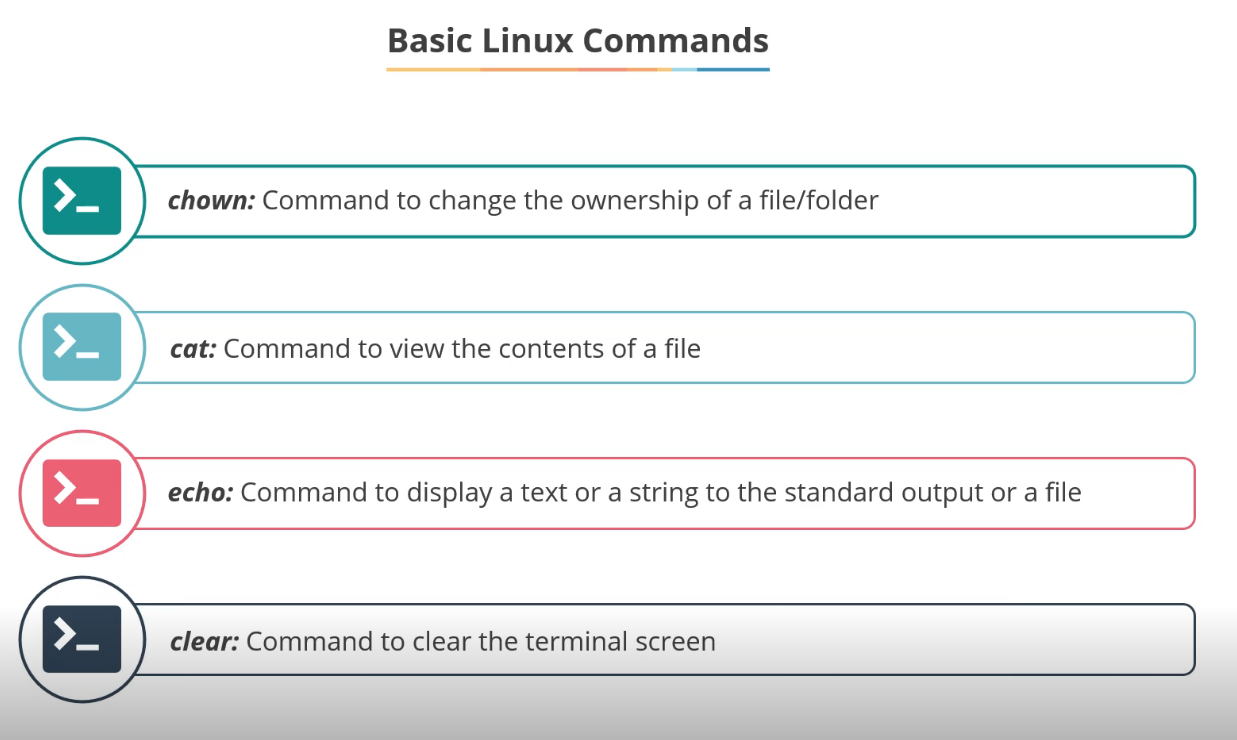 Basic Linux Commands
chown: Command to change the ownership of a file/folder
cat: Command to view the contents of a file
echo: Command to display a text or a string to the standard output or a file
clear: Command to clear the terminal screen